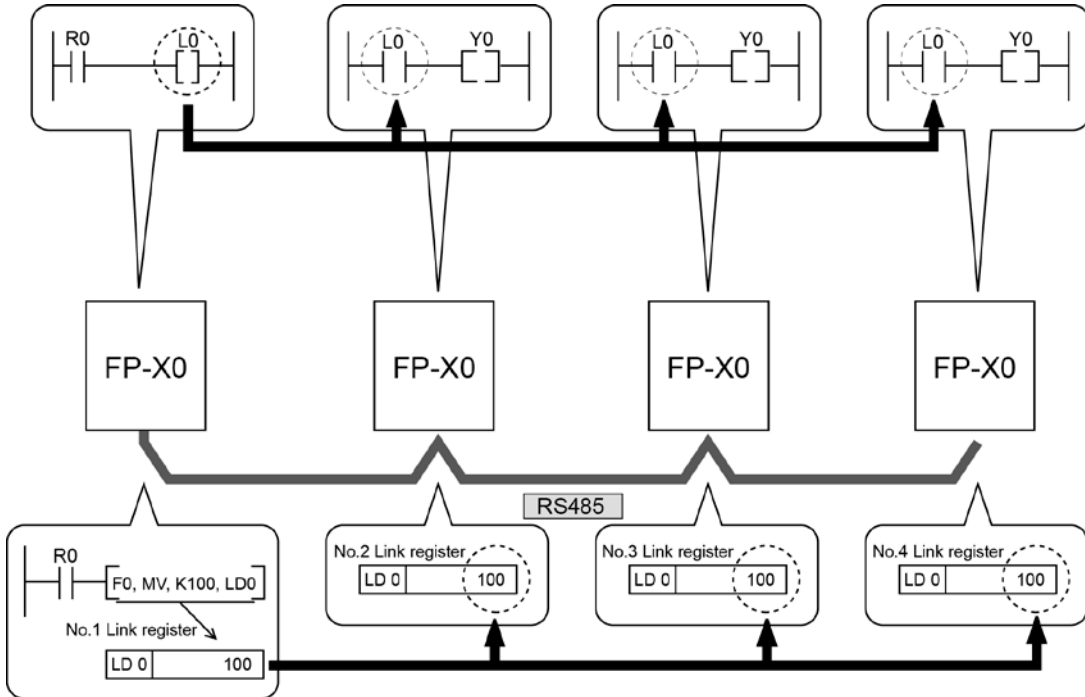 R0 L0
L0 Y0
L0 Y0
L0 Y0
FP-X0
FP-X0
FP-X0
FP-X0
RS485
R0
F0, MV, K100, LD0
No.1 Link register
LD 0 100
No.2 Link register
LD 0 100
No.3 Link register
LD 0 100
No.4 Link register
LD 0 100